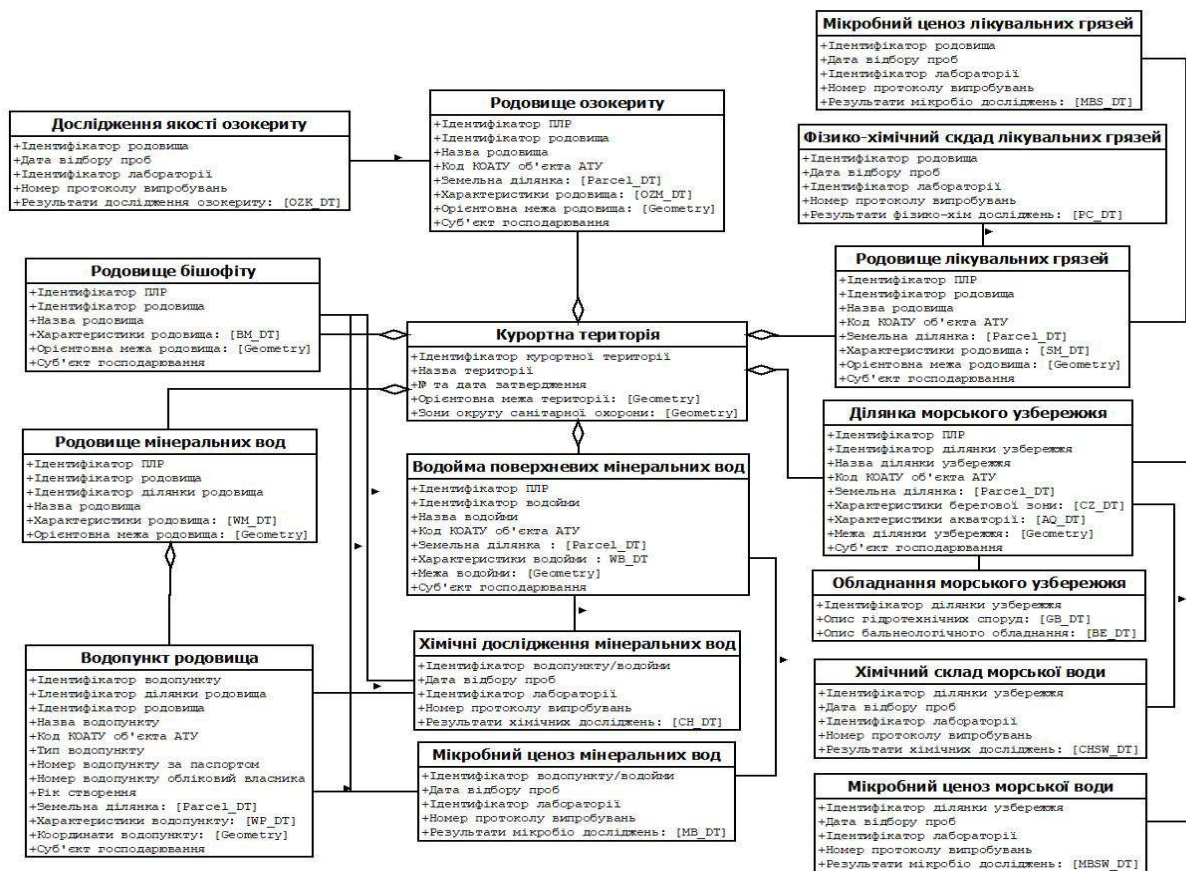 Мікробний ценоз лікувальних грязей
+Ідентифікатор родовища
+Дата відбору проб
+Ідентифікатор лабораторії
+Номер протоколу випробувань
+Результати мікробіо досліджень: [MBS_DT]
Родовище озокериту
+Ідентифікатор ПЛР
+Ідентифікатор родовища
+Назва родовища
+Код КОАТУ об'єкта АТУ
+Земельна ділянка: [Parcel_DT]
+Характеристики родовища: [OZM_DT]
+Орієнтовна межа родовища: [Geometry]
+Суб'єкт господарювання
Дослідження якості озокериту
+Ідентифікатор родовища
+Дата відбору проб
+Ідентифікатор лабораторії
+Номер протоколу випробувань
+Результати дослідження озокериту: [OZK_DT]
Фізико-хімічний склад лікувальних грязей
+Ідентифікатор родовища
+Дата відбору проб
+Ідентифікатор лабораторії
+Номер протоколу випробувань
+Результати фізико-хім досліджень: [PC_DT]
Родовище лікувальних грязей
+Ідентифікатор ПЛР
+Ідентифікатор родовища
+Назва родовища
+Код КОАТУ об'єкта АТУ
+Земельна ділянка: [Parcel_DT]
+Характеристики родовища: [SM_DT]
+Орієнтовна межа родовища: [Geometry]
+Суб'єкт господарювання
Родовище бішофіту
+Ідентифікатор ПЛР
+Ідентифікатор родовища
+Назва родовища
+Характеристики родовища: [BM_DT]
+Орієнтовна межа родовища: [Geometry]
+Суб'єкт господарювання
Курортна територія
+Ідентифікатор курортної території
+Назва території
+№ та дата затвердження
+Орієнтовна межа території: [Geometry]
+Зони округу санітарної охорони: [Geometry]
Ділянка морського узбережжя
+Ідентифікатор ПЛР
+Ідентифікатор ділянки узбережжя
+Назва ділянки узбережжя
+Код КОАТУ об'єкта АТУ
+Земельна ділянка: [Parcel_DT]
+Характеристики берегової зони: [CZ_DT]
+Характеристики акваторії: [AQ_DT]
+Межа ділянки узбережжя: [Geometry]
+Суб'єкт господарювання
Родовище мінеральних вод
+Ідентифікатор ПЛР
+Ідентифікатор родовища
+Ідентифікатор ділянки родовища
+Назва родовища
+Характеристики родовища: [WM_DT]
+Орієнтовна межа родовища: [Geometry]
Водойма поверхневих мінеральних вод
+Ідентифікатор ПЛР
+Ідентифікатор водойми
+Назва водойми
+Код КОАТУ об'єкта АТУ
+Земельна ділянка : [Parcel_DT]
+Характеристики водойми : WB_DT
+Межа водойми: [Geometry]
+Суб'єкт господарювання
Обладнання морського узбережжя
+Ідентифікатор ділянки узбережжя
+Опис гідротехнічних споруд: [GB_DT]
+Опис бальнеологічного обладнання: [BE_DT]
Водопункт родовища
+Ідентифікатор водопункту
+Ілентифікатор ділянки родовища
+Ідентифікатор родовища
+Назва водопункту
+Код КОАТУ об'єкта АТУ
+Тип водопункту
+Номер водопункту за паспортом
+Номер водопункту обліковий власника
+Рік створення
+Земельна ділянка: [Parcel_DT]
+Характеристики водопункту: [WP_DT]
+Координати водопункту: [Geometry]
+Суб'єкт господарювання
Хімічні дослідження мінеральних вод
+Ідентифікатор водопункту/водойми
+Дата відбору проб
+Ідентифікатор лабораторії
+Номер протоколу випробувань
+Результати хімічних досліджень: [CH_DT]
Хімічний склад морської води
+Ідентифікатор ділянки узбережжя
+Дата відбору проб
+Ідентифікатор лабораторії
+Номер протоколу випробувань
+Результати хімічних досліджень: [CHSW_DT]
Мікробний ценоз мінеральних вод
+Ідентифікатор водопункту/водойми
+Дата відбору проб
+Ідентифікатор лабораторії
+Номер протоколу випробувань
+Результати мікробіо досліджень: [MB_DT]
Мікробний ценоз морської води
+Ідентифікатор ділянки узбережжя
+Дата відбору проб
+Ідентифікатор лабораторії
+Номер протоколу випробувань
+Результати мікробіо досліджень: [MBSW_DT]